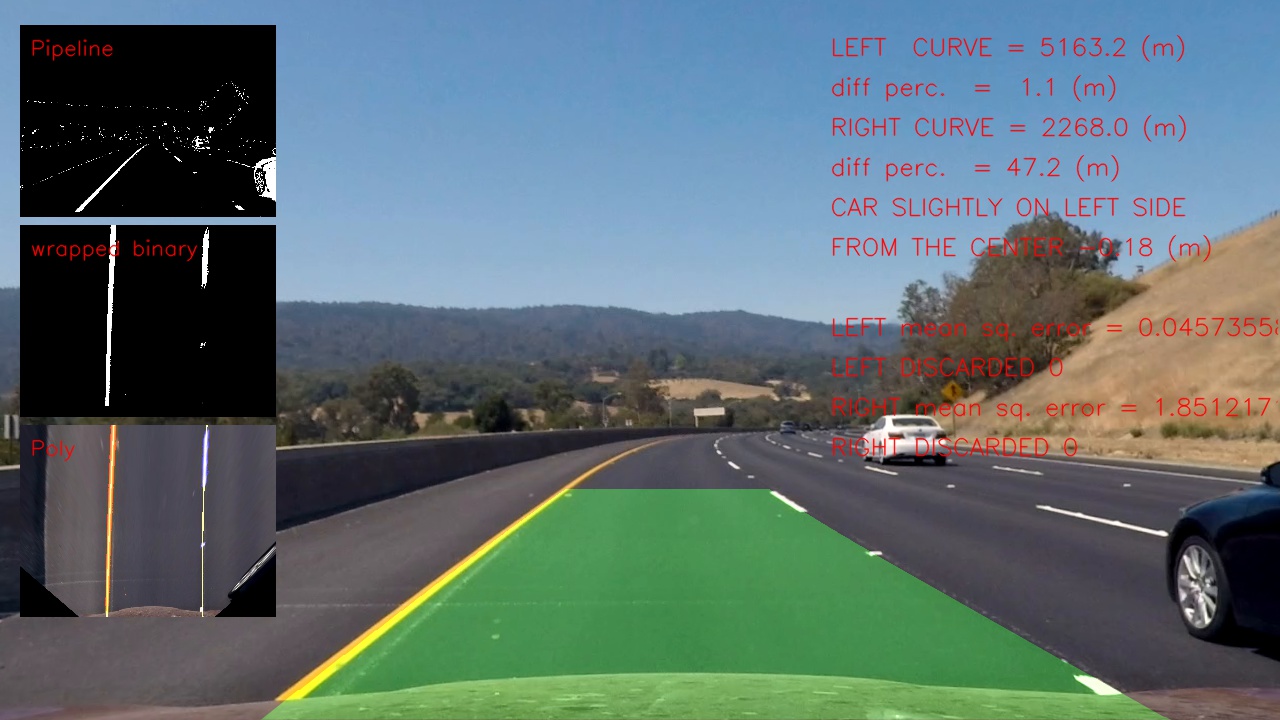 Pipeline
wrapped binary
Poly
LEFT CURVE = 5163.2 (m)
diff perc. = 1.1 (m)
RIGHT CURVE = 2268.0 (m)
diff perc. = 47.2 (m)
CAR SLIGHTLY ON LEFT SIDE
FROM THE CENTER -0.18 (m)
LEFT mean sq. error = 0.0457355
LEFT DISCARDED 0
RIGHT mean sq. error = 1.851217
RIGHT DISCARDED 0